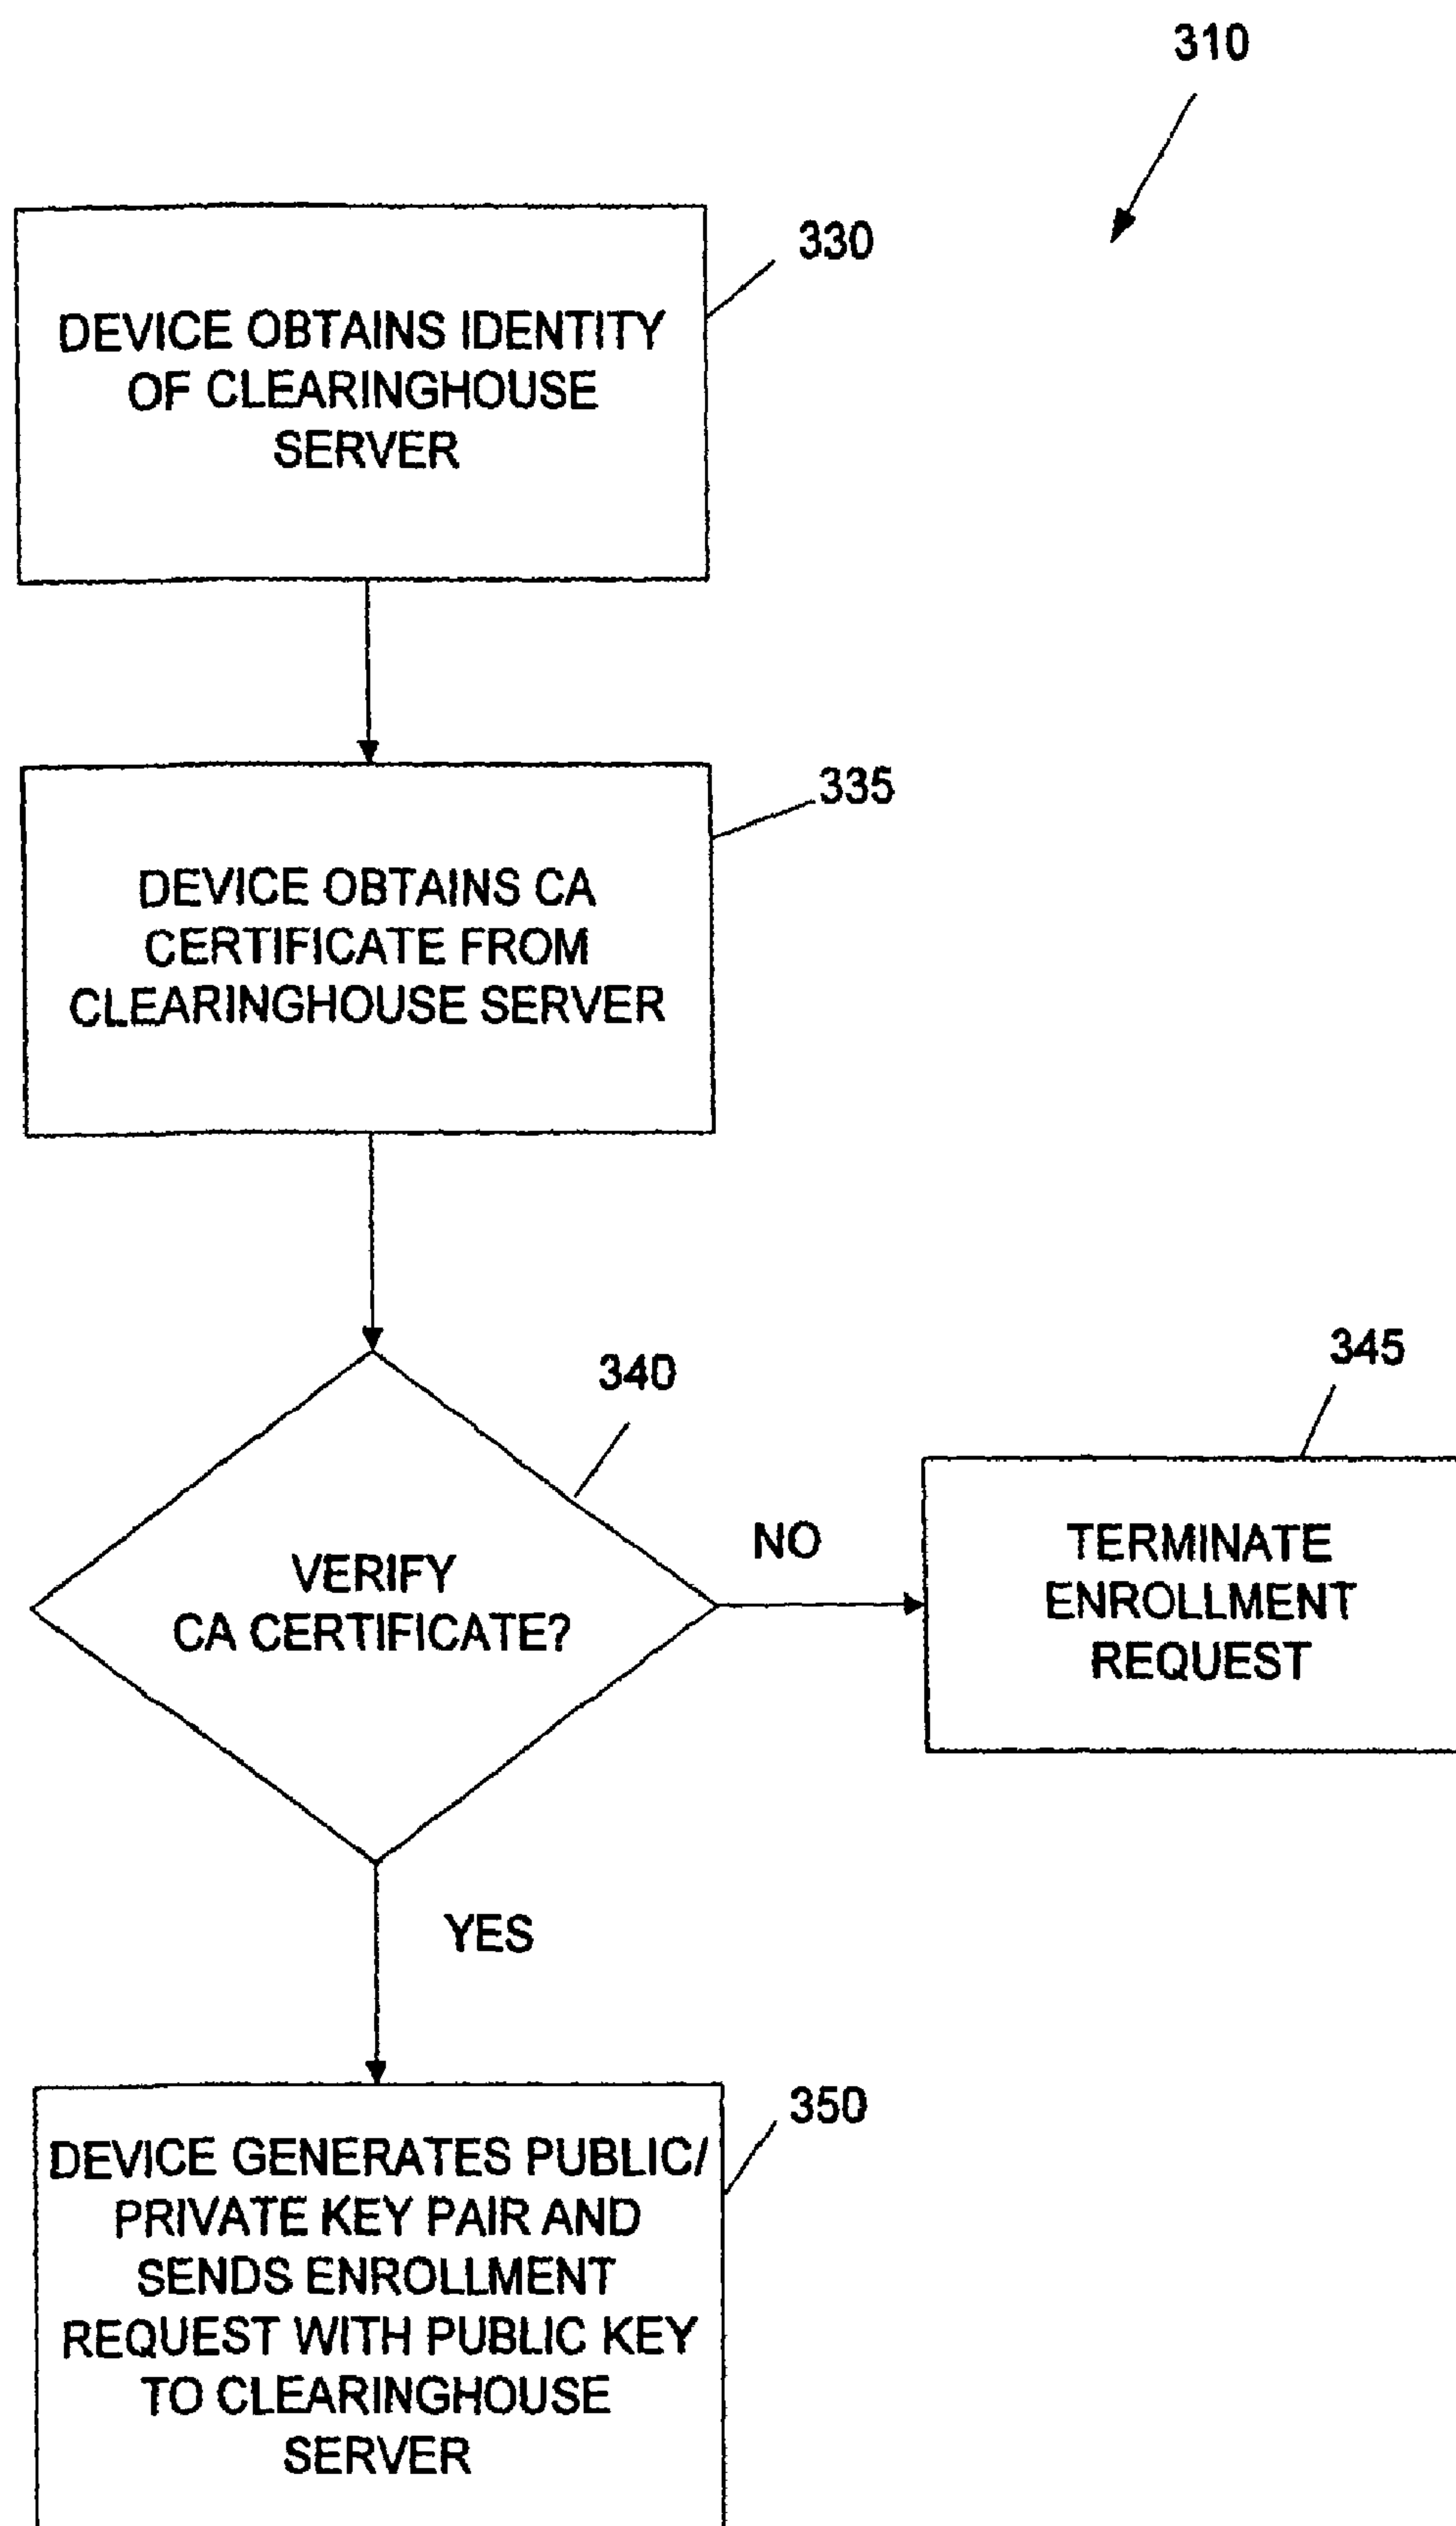 310
330
DEVICE OBTAINS IDENTITY
OF CLEARINGHOUSE
SERVER
335
DEVICE OBTAINS CA
CERTIFICATE FROM
CLEARINGHOUSE SERVER
340
VERIFY
CA CERTIFICATE?
NO
345
TERMINATE
ENROLLMENT
REQUEST
YES
350
DEVICE GENERATES PUBLIC/
PRIVATE KEY PAIR AND
SENDS ENROLLMENT
REQUEST WITH PUBLIC KEY
TO CLEARINGHOUSE
SERVER